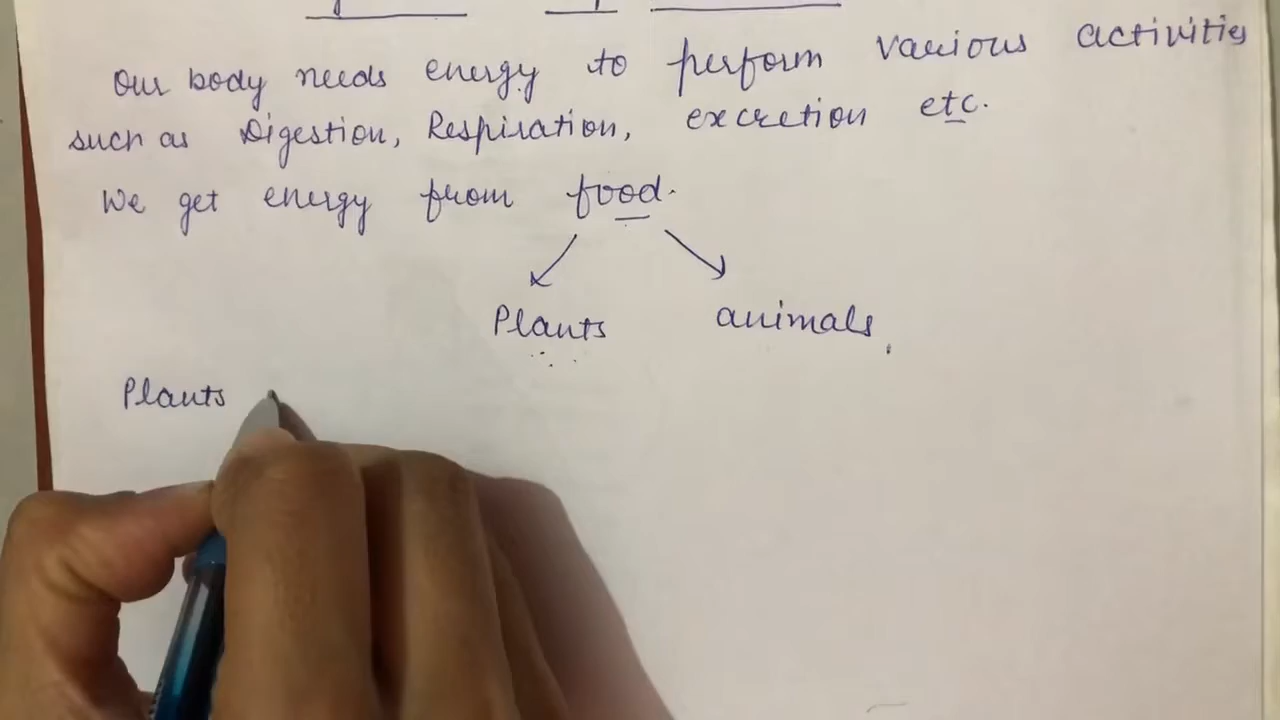 Our body needs energy to perform various activities
such as Digestion, Respiration, excretion etc.
We get energy from food.
Plants animals
Plants